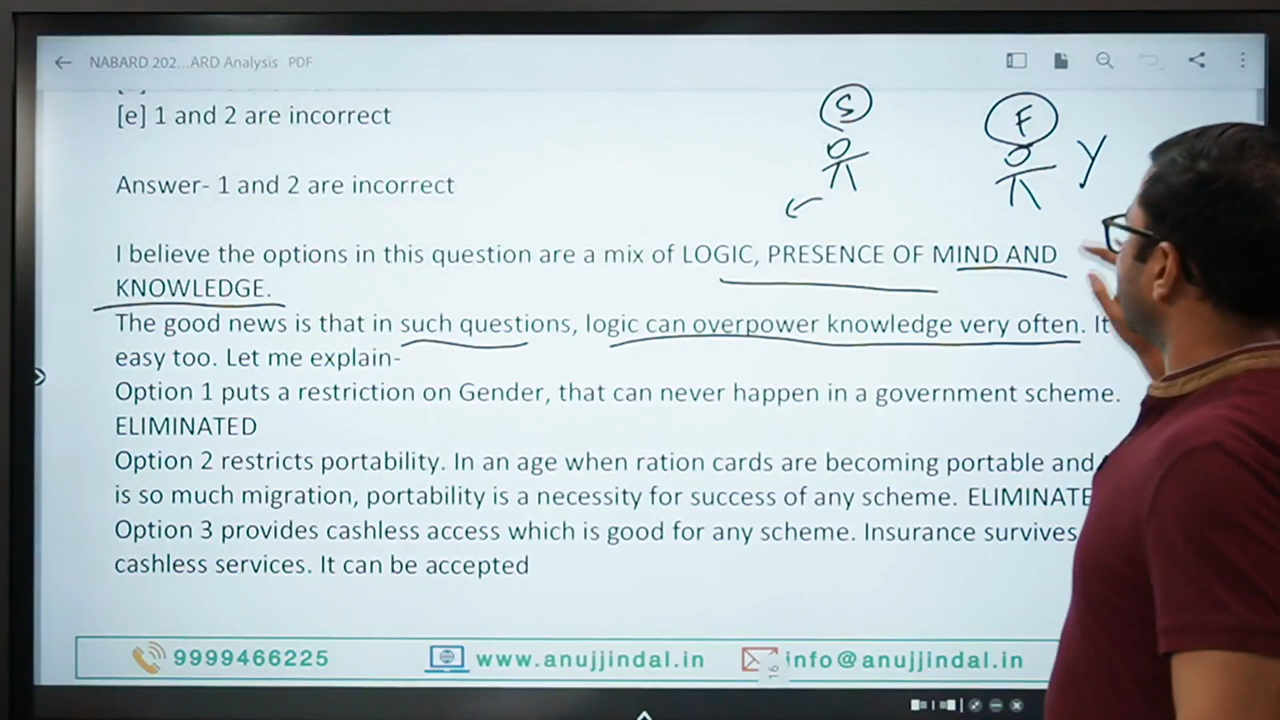 NABARD 202...ARD Analysis PDF
[e] 1 and 2 are incorrect
S F
y
Answer- 1 and 2 are incorrect
I believe the options in this question are a mix of LOGIC, PRESENCE OF MIND AND
KNOWLEDGE.
The good news is that in such questions, logic can overpower knowledge very often. It
easy too. Let me explain-
Option 1 puts a restriction on Gender, that can never happen in a government scheme.
ELIMINATED
Option 2 restricts portability. In an age when ration cards are becoming portable and
is so much migration, portability is a necessity for success of any scheme. ELIMINATE
Option 3 provides cashless access which is good for any scheme. Insurance survives
cashless services. It can be accepted
9999466225 www.anujjindal.in info@anujjindal.in
16